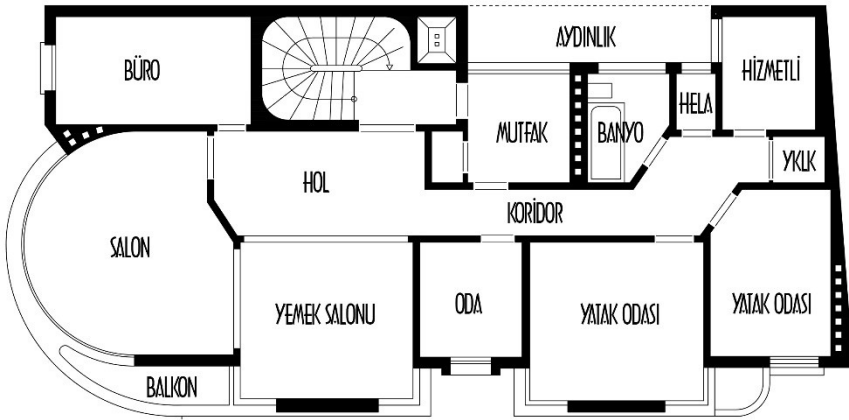 AYDINLIK
BÜRO
HİZMETLİ
HELA
MUTFAK
BANYO
YKLK
HOL
KORİDOR
SALON
YEMEK SALONU
ODA
YATAK ODASI
YATAK ODASI
BALKON